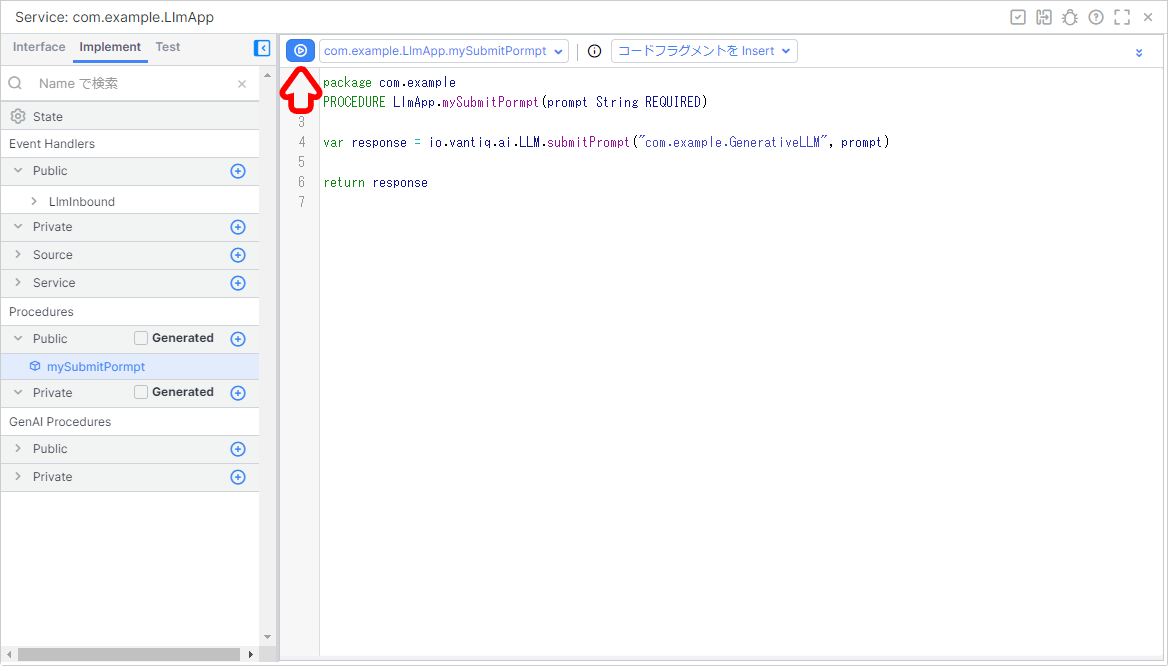 Service: com.example.LlmApp
Interface Implement Test
Name で検索
State
Event Handlers
Public
LlmInbound
Private
Source
Service
Procedures
Public Generated
mySubmitPormpt
Private Generated
GenAI Procedures
Public
Private
com.example.LlmApp.mySubmitPormpt
コードフラグメントを Insert
package com.example
PROCEDURE LlmApp.mySubmitPormpt(prompt String REQUIRED)
3
4 var response = io.vantiq.ai.LLM.submitPrompt("com.example.GenerativeLLM", prompt)
5
6 return response
7